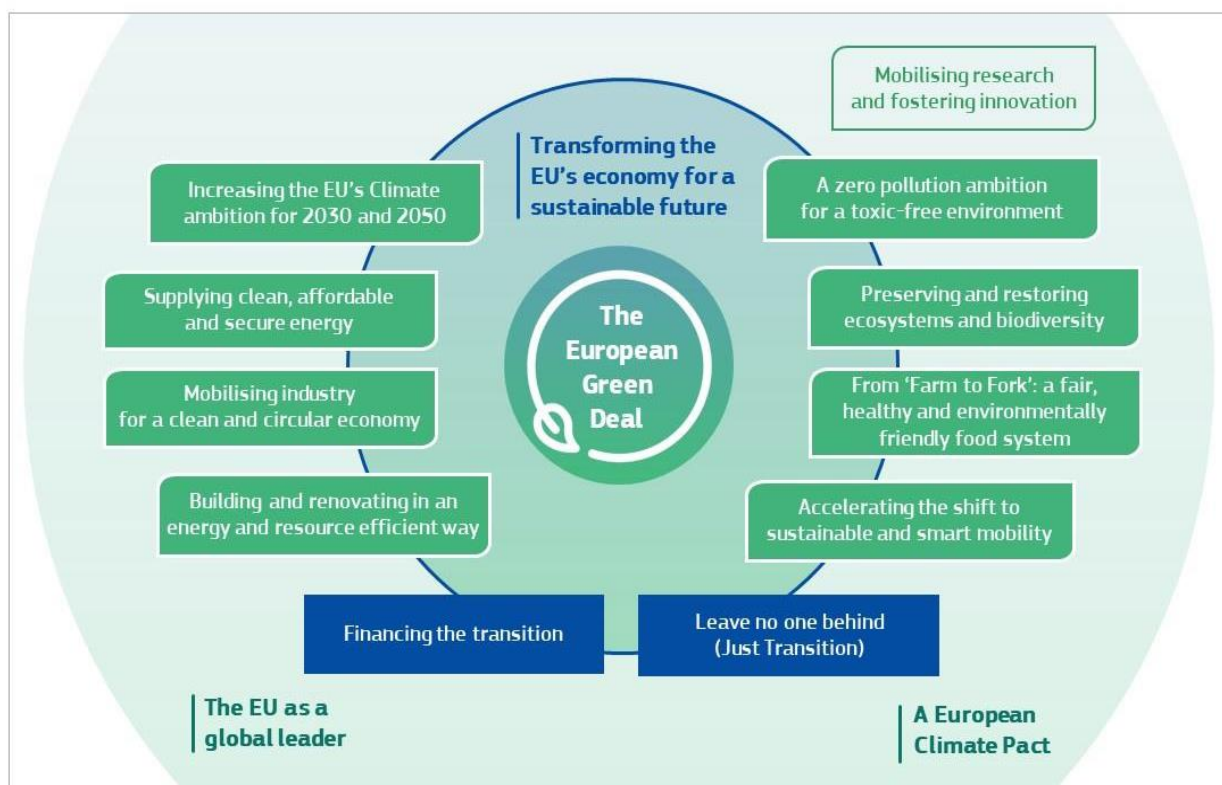 Mobilising research
and fostering innovation
Transforming the
EU's economy for a
sustainable future
Increasing the EU's Climate
ambition for 2030 and 2050
A zero pollution ambition
for a toxic-free environment
Supplying clean, affordable
and secure energy
Preserving and restoring
ecosystems and biodiversity
The
European
Green
Deal
Mobilising industry
for a clean and circular economy
From ‘Farm to Fork’: a fair,
healthy and environmentally
friendly food system
Building and renovating in an
energy and resource efficient way
Accelerating the shift to
sustainable and smart mobility
Financing the transition
Leave no one behind
(Just Transition)
The EU as a
global leader
A European
Climate Pact